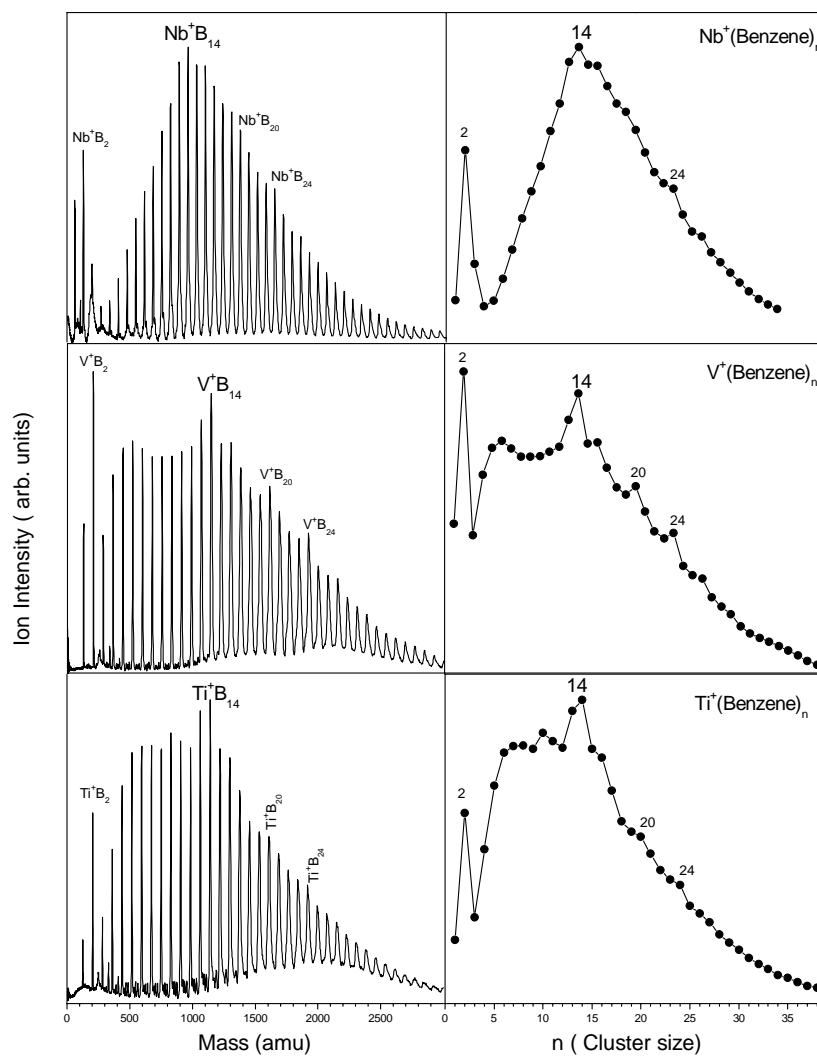 Nb⁺B₁₄
Nb⁺B₂
Nb⁺B₂₀
Nb⁺B₂₄
14
Nb⁺(Benzene)ₙ
2
24
V⁺B₂
V⁺B₁₄
V⁺B₂₀
V⁺B₂₄
2
14
V⁺(Benzene)ₙ
20
24
Ti⁺B₁₄
Ti⁺B₂
Ti⁺B₂₀
Ti⁺B₂₄
14
Ti⁺(Benzene)ₙ
2
20
24
Ion Intensity ( arb. units)
0 500 1000 1500 2000 2500
0 5 10 15 20 25 30 35
Mass (amu)
n ( Cluster size)